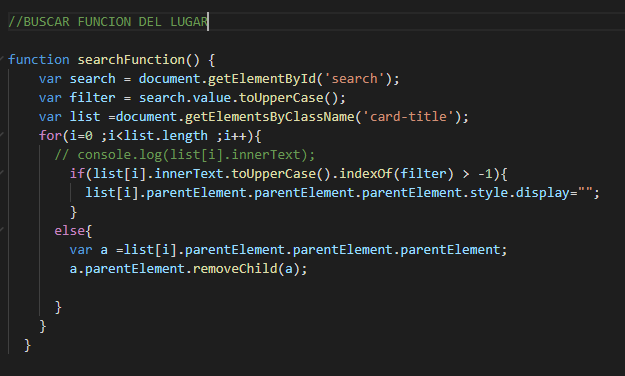 //BUSCAR FUNCION DEL LUGAR
function searchFunction() {
var search = document.getElementById('search');
var filter = search.value.toUpperCase();
var list =document.getElementsByClassName('card-title');
for(i=0 ;i<list.length ;i++){
// console.log(list[i].innerText);
if(list[i].innerText.toUpperCase().indexOf(filter) > -1){
list[i].parentElement.parentElement.parentElement.style.display="";
}
else{
var a =list[i].parentElement.parentElement.parentElement;
a.parentElement.removeChild(a);
}
}
}